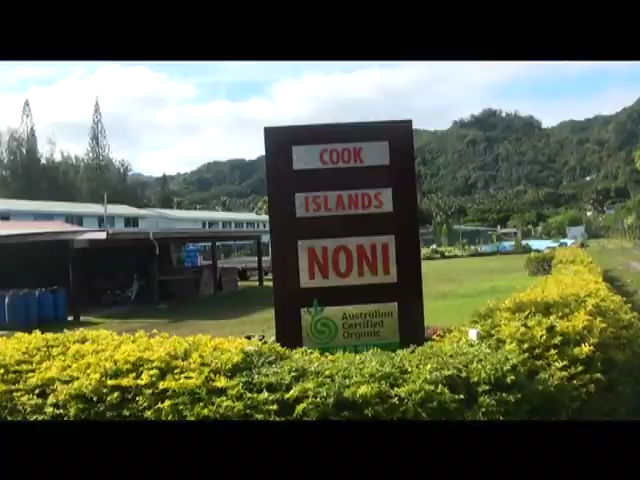 COOK
ISLANDS
NONI
Australian
Certified
Organic